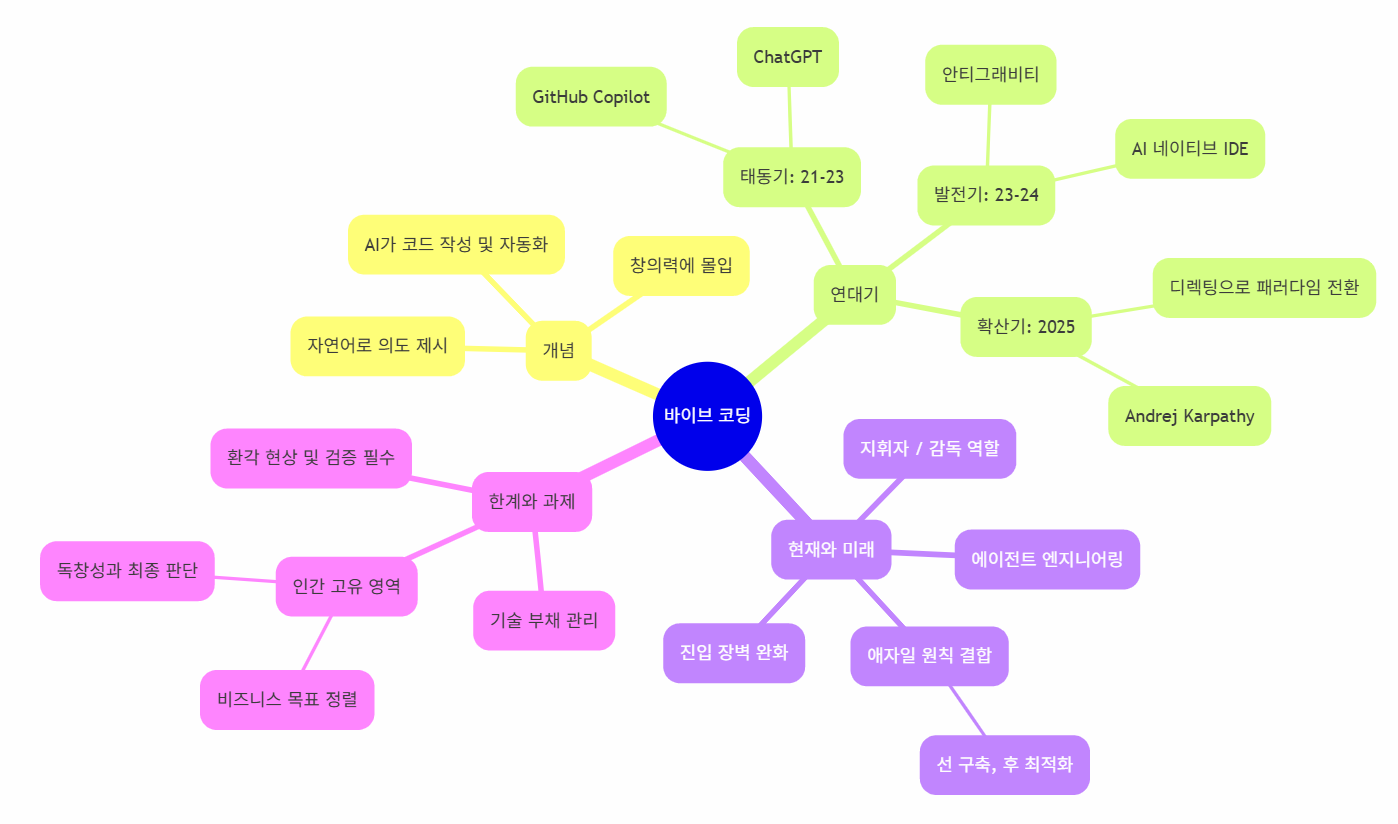 바이브 코딩
개념
자연어로 의도 제시
AI가 코드 작성 및 자동화
창의력에 몰입
연대기
태동기: 21-23
GitHub Copilot
ChatGPT
발전기: 23-24
안티그래비티
AI 네이티브 IDE
확산기: 2025
디렉팅으로 패러다임 전환
Andrej Karpathy
현재와 미래
지휘자 / 감독 역할
에이전트 엔지니어링
애자일 원칙 결합
선 구축, 후 최적화
진입 장벽 완화
한계와 과제
환각 현상 및 검증 필수
인간 고유 영역
독창성과 최종 판단
비즈니스 목표 정렬
기술 부채 관리